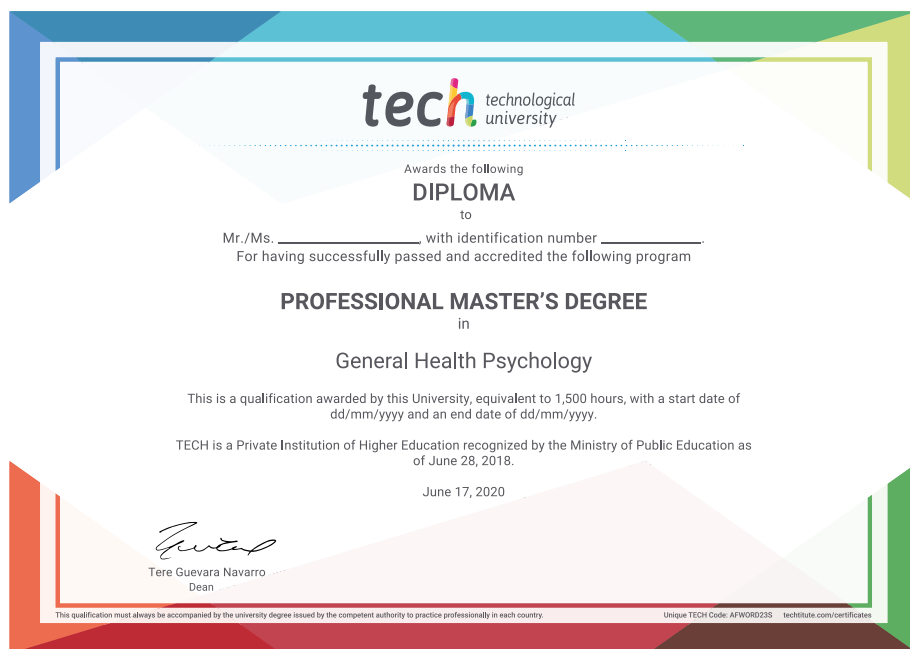 tech technological
university
Awards the following
DIPLOMA
to
Mr./Ms. ________________, with identification number ____________.
For having successfully passed and accredited the following program
PROFESSIONAL MASTER'S DEGREE
in
General Health Psychology
This is a qualification awarded by this University, equivalent to 1,500 hours, with a start date of
dd/mm/yyyy and an end date of dd/mm/yyyy.
TECH is a Private Institution of Higher Education recognized by the Ministry of Public Education as
of June 28, 2018.
June 17, 2020
Tere Guevara Navarro
Dean
This qualification must always be accompanied by the university degree issued by the competent authority to practice professionally in each country. Unique TECH Code: AFWORD23S techtitute.com/certificates